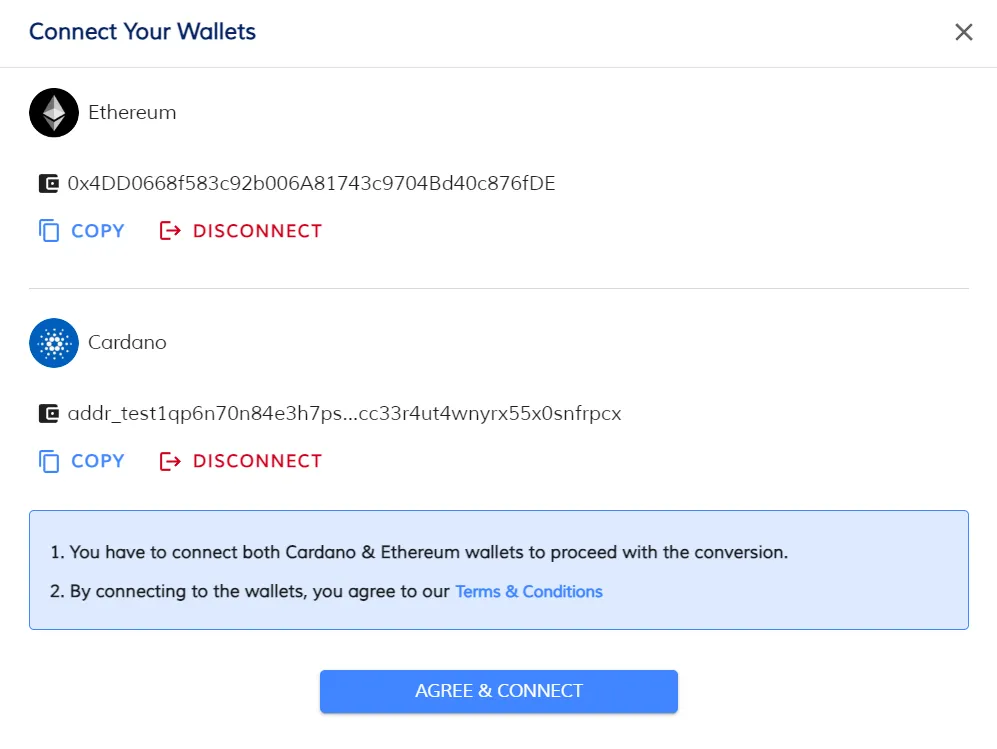 Connect Your Wallets
Ethereum
0x4DD0668f583c92b006A81743c9704Bd40c876fDE
COPY DISCONNECT
Cardano
addr_test1qp6n70n84e3h7ps...cc33r4ut4wnyrx55x0snfrpcx
COPY DISCONNECT
1. You have to connect both Cardano & Ethereum wallets to proceed with the conversion.
2. By connecting to the wallets, you agree to our Terms & Conditions
AGREE & CONNECT